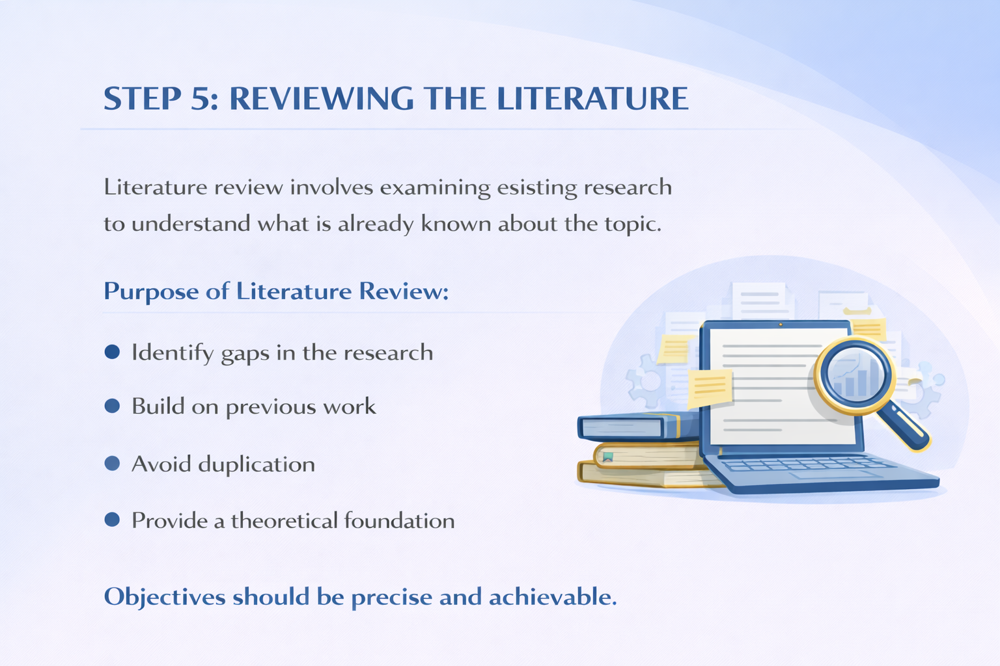 STEP 5: REVIEWING THE LITERATURE
Literature review involves examining esisting research
to understand what is already known about the topic.
Purpose of Literature Review:
● Identify gaps in the research
● Build on previous work
● Avoid duplication
● Provide a theoretical foundation
Objectives should be precise and achievable.